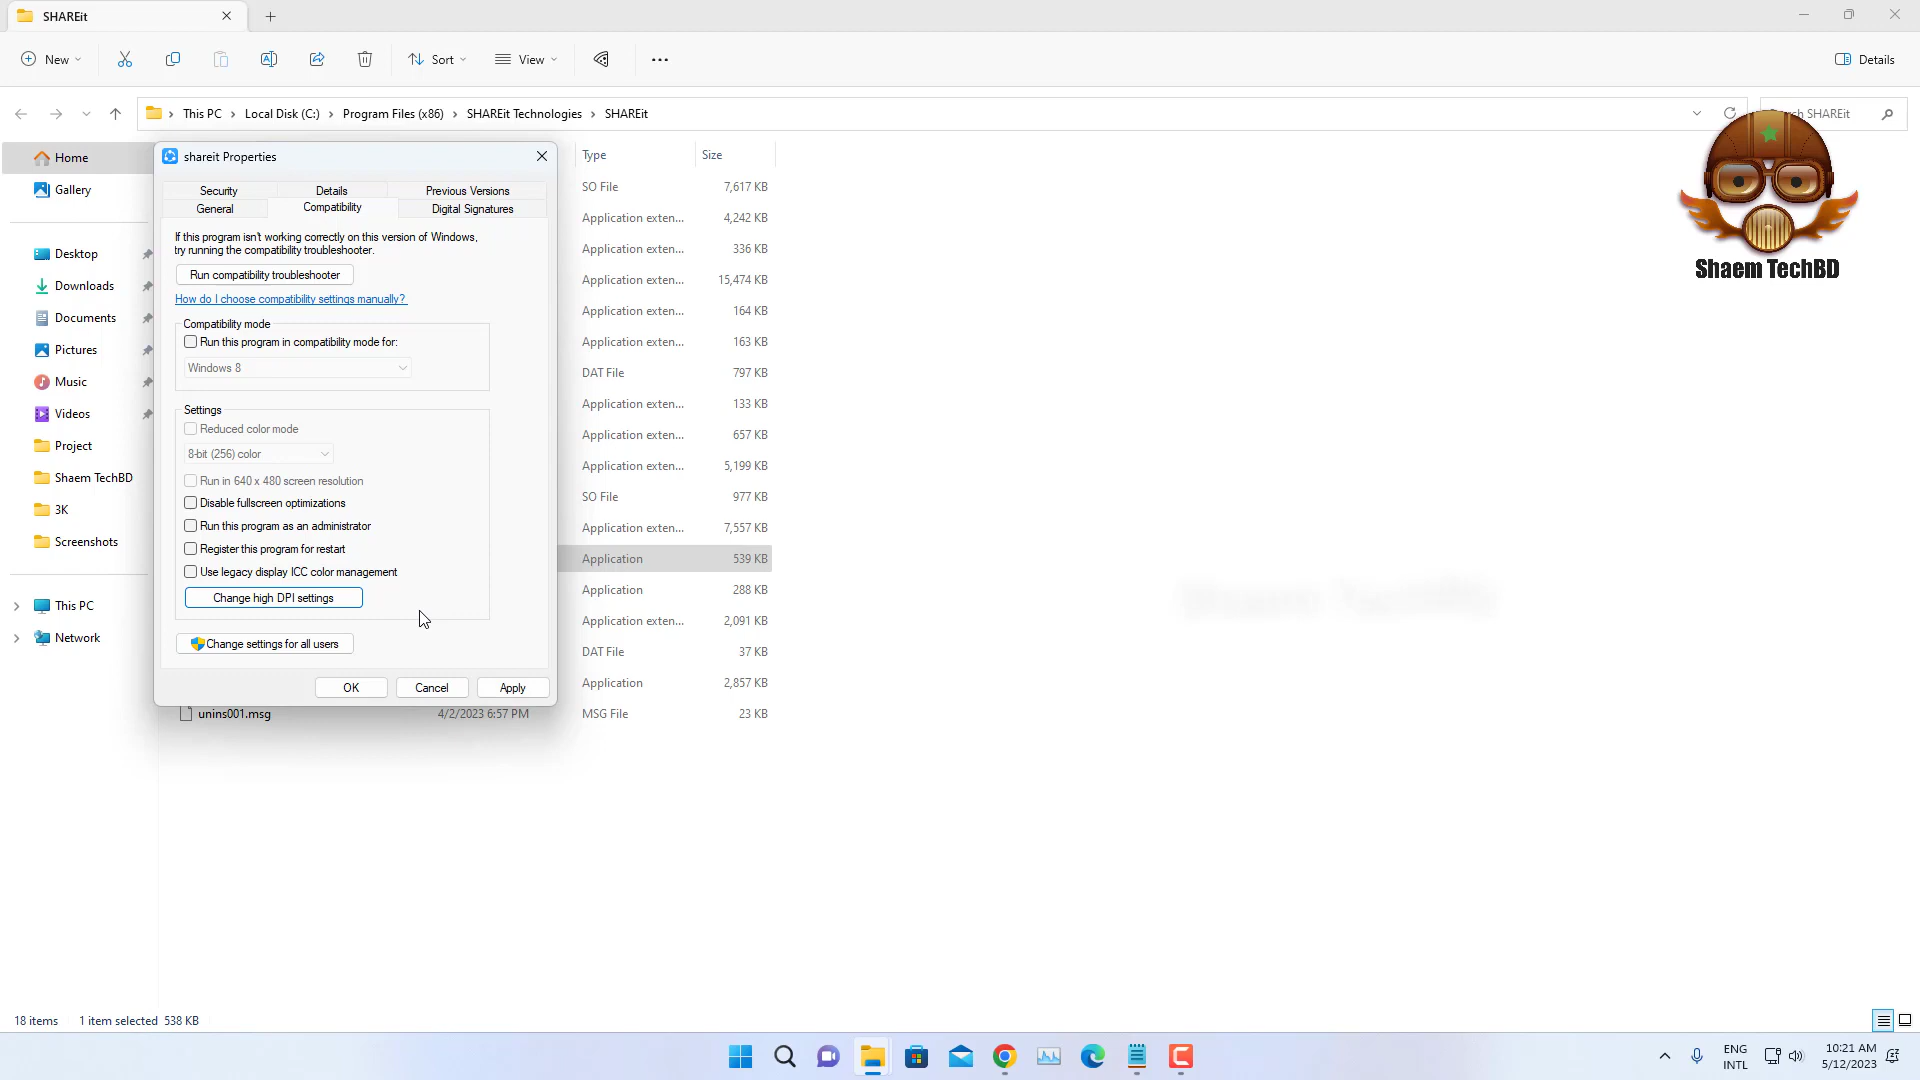 SHAREit
New
Sort
View
Details
This PC
Local Disk (C:)
Program Files (x86)
SHAREit Technologies
SHAREit
SHAREit
Home
Gallery
Desktop
Downloads
Documents
Pictures
Music
Videos
Project
Shaem TechBD
3K
Screenshots
This PC
Network
shareit Properties
Security
Details
Previous Versions
General
Compatibility
Digital Signatures
If this program isn't working correctly on this version of Windows,
try running the compatibility troubleshooter.
Run compatibility troubleshooter
How do I choose compatibility settings manually?
Compatibility mode
Run this program in compatibility mode for:
Windows 8
Settings
Reduced color mode
8-bit (256) color
Run in 640 x 480 screen resolution
Disable fullscreen optimizations
Run this program as an administrator
Register this program for restart
Use legacy display ICC color management
Change high DPI settings
Change settings for all users
OK
Cancel
Apply
Type Size
SO File 7,617 KB
Application exten... 4,242 KB
Application exten... 336 KB
Application exten... 15,474 KB
Application exten... 164 KB
Application exten... 163 KB
DAT File 797 KB
Application exten... 133 KB
Application exten... 657 KB
Application exten... 5,199 KB
SO File 977 KB
Application exten... 7,557 KB
Application 539 KB
Application 288 KB
Application exten... 2,091 KB
DAT File 37 KB
Application 2,857 KB
unins001.msg 4/2/2023 6:57 PM MSG File 23 KB
Shaem TechBD
18 items
1 item selected 538 KB
ENG
INTL
10:21 AM
5/12/2023